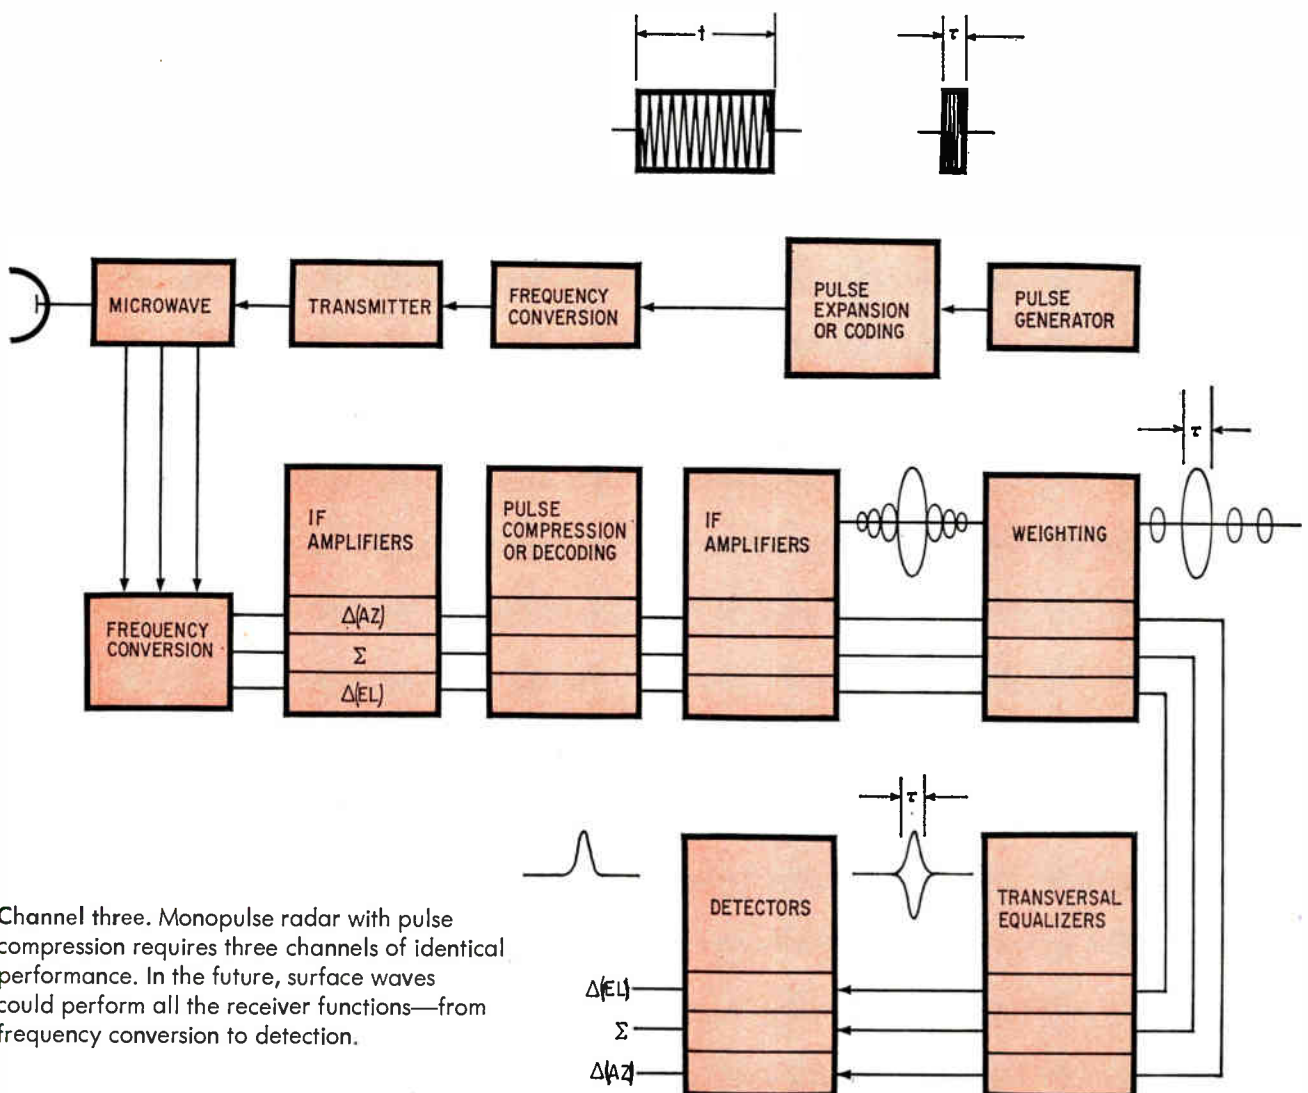 t
τ
MICROWAVE
TRANSMITTER
FREQUENCY
CONVERSION
PULSE
EXPANSION
OR CODING
PULSE
GENERATOR
τ
FREQUENCY
CONVERSION
IF
AMPLIFIERS
Δ(AZ)
Σ
Δ(EL)
PULSE
COMPRESSION
OR DECODING
IF
AMPLIFIERS
WEIGHTING
τ
DETECTORS
TRANSVERSAL
EQUALIZERS
Δ(EL)
Σ
Δ(AZ)
Channel three. Monopulse radar with pulse
compression requires three channels of identical
performance. In the future, surface waves
could perform all the receiver functions—from
frequency conversion to detection.